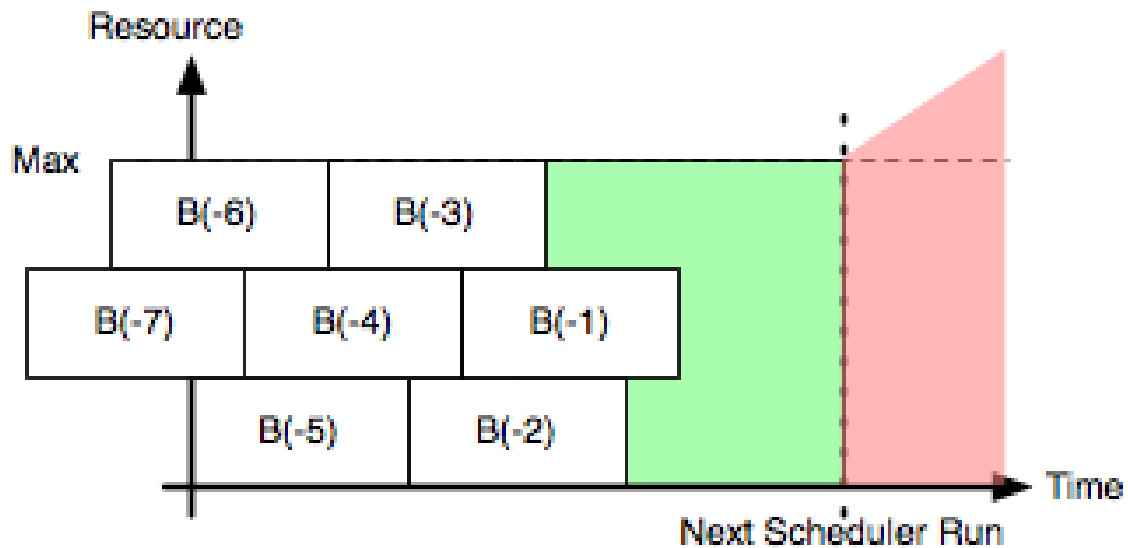 Resource
Max
B(-6) B(-3)
B(-7) B(-4) B(-1)
B(-5) B(-2)
Time
Next Scheduler Run